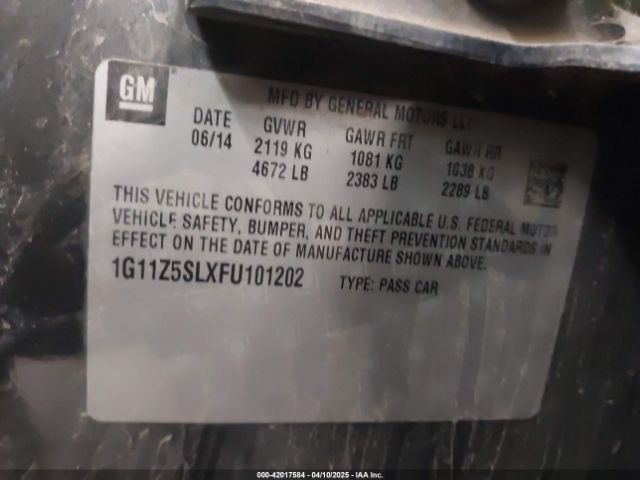 GM
MFD BY GENERAL MOTORS LLC
DATE GVWR GAWR FRT GAWR RR
06/14 2119 KG 1081 KG 1038 KG
4672 LB 2383 LB 2289 LB
THIS VEHICLE CONFORMS TO ALL APPLICABLE U.S. FEDERAL MOTOR
VEHICLE SAFETY, BUMPER, AND THEFT PREVENTION STANDARDS IN
EFFECT ON THE DATE OF MANUFACTURE SHOWN ABOVE.
1G11Z5SLXFU101202 TYPE: PASS CAR
000-42017584 - 04/10/2025 - IAA Inc.